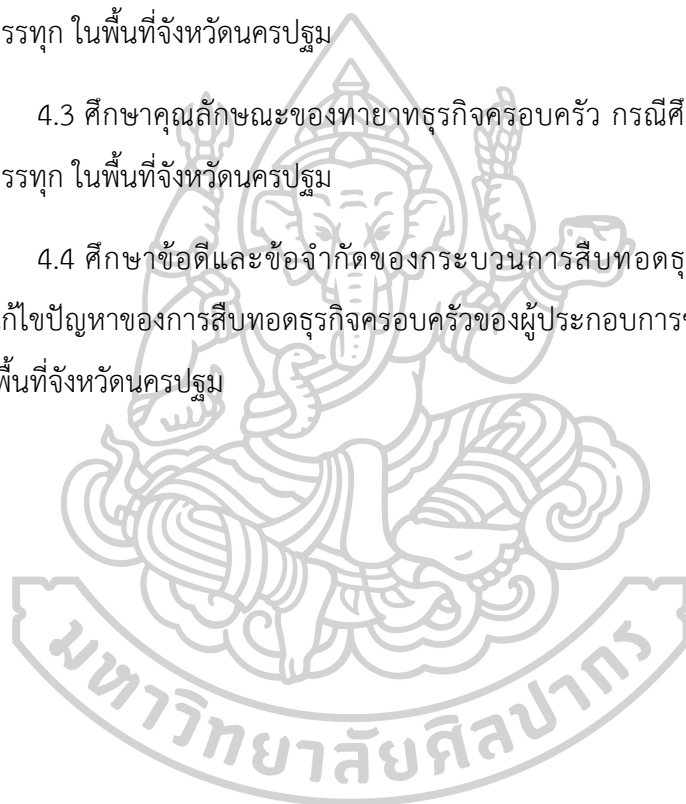 รรทุก ในพื้นที่จังหวัดนครปฐม
4.3 ศึกษาคุณลักษณะของทายาทธุรกิจครอบครัว กรณีศึ
รรทุก ในพื้นที่จังหวัดนครปฐม
4.4 ศึกษาข้อดีและข้อจำกัดของกระบวนการสืบทอดธุ
ก้ไขปัญหาของการสืบทอดธุรกิจครอบครัวของผู้ประกอบการ
พื้นที่จังหวัดนครปฐม
มหาวิทยาลัยศิลปากร